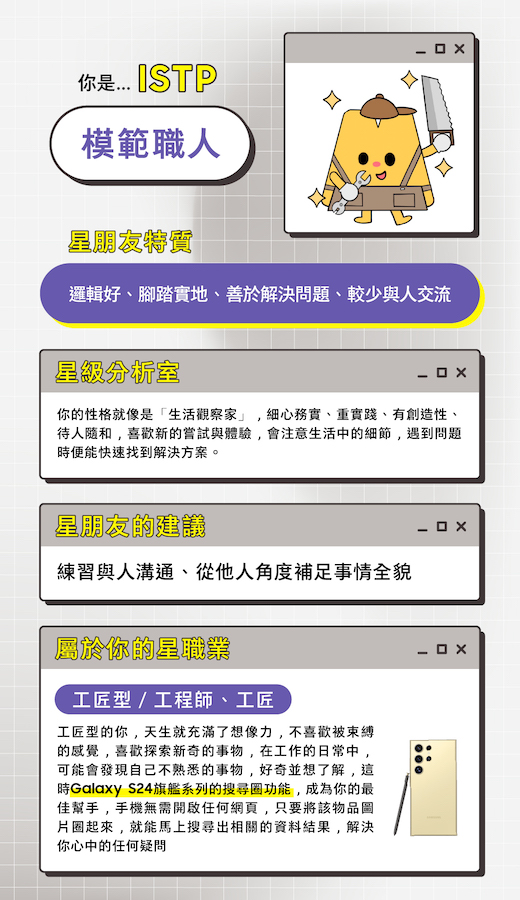 你是... ISTP
模範職人
星朋友特質
邏輯好、腳踏實地、善於解決問題、較少與人交流
星級分析室
你的性格就像是「生活觀察家」，細心務實、重實踐、有創造性、
待人隨和，喜歡新的嘗試與體驗，會注意生活中的細節，遇到問題
時便能快速找到解決方案。
星朋友的建議
練習與人溝通、從他人角度補足事情全貌
屬於你的星職業
工匠型 / 工程師、工匠
工匠型的你，天生就充滿了想像力，不喜歡被束縛
的感覺，喜歡探索新奇的事物，在工作的日常中，
可能會發現自己不熟悉的事物，好奇並想了解，這
時Galaxy S24旗艦系列的搜尋圈功能，成為你的最
佳幫手，手機無需開啟任何網頁，只要將該物品圖
片圈起來，就能馬上搜尋出相關的資料結果，解決
你心中的任何疑問